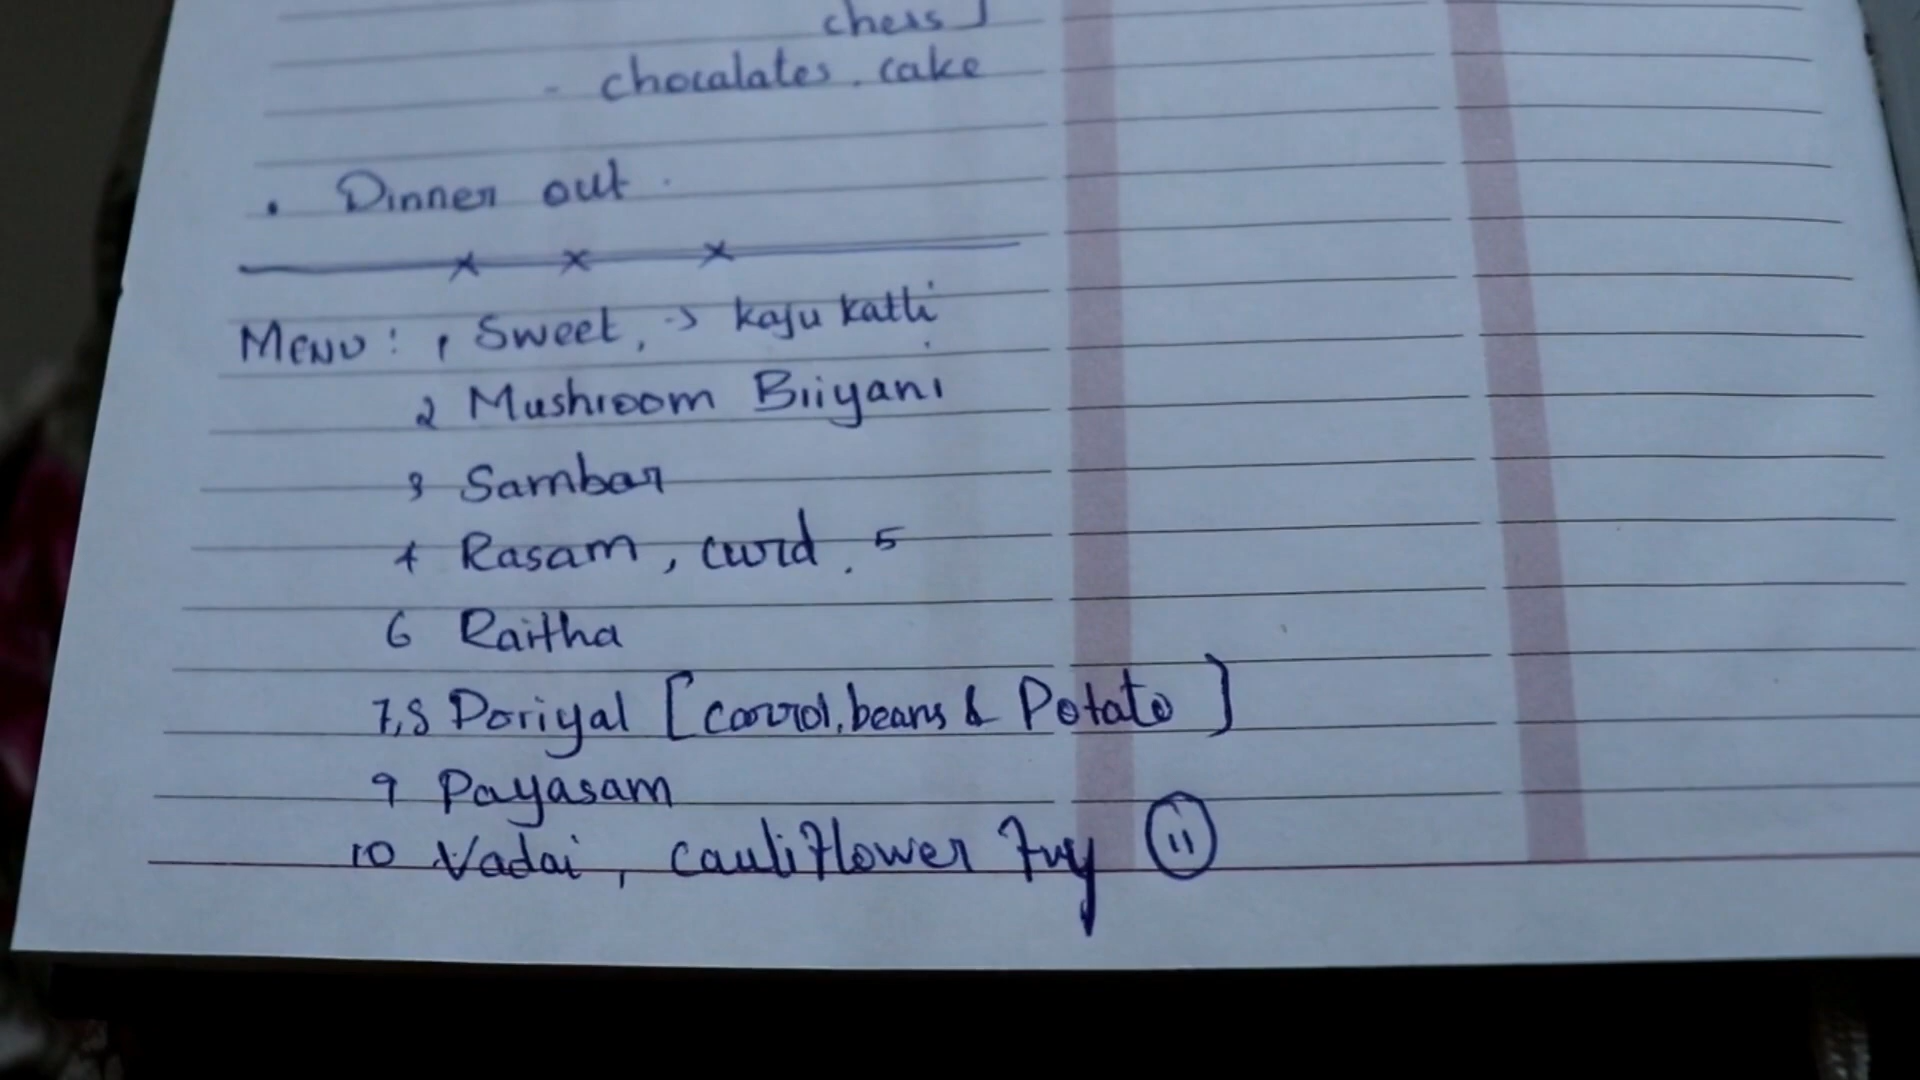 chess]
- chocalates, cake
. Dinner out.
x x x
Menu: 1 Sweet, -> kaju katli
2 Mushroom Briyani
3 Sambar
4 Rasam, curd. 5
6 Raitha
7,8 Poriyal [carrot, beans & Potato]
9 Payasam
10 Vadai, cauliflower fry 11